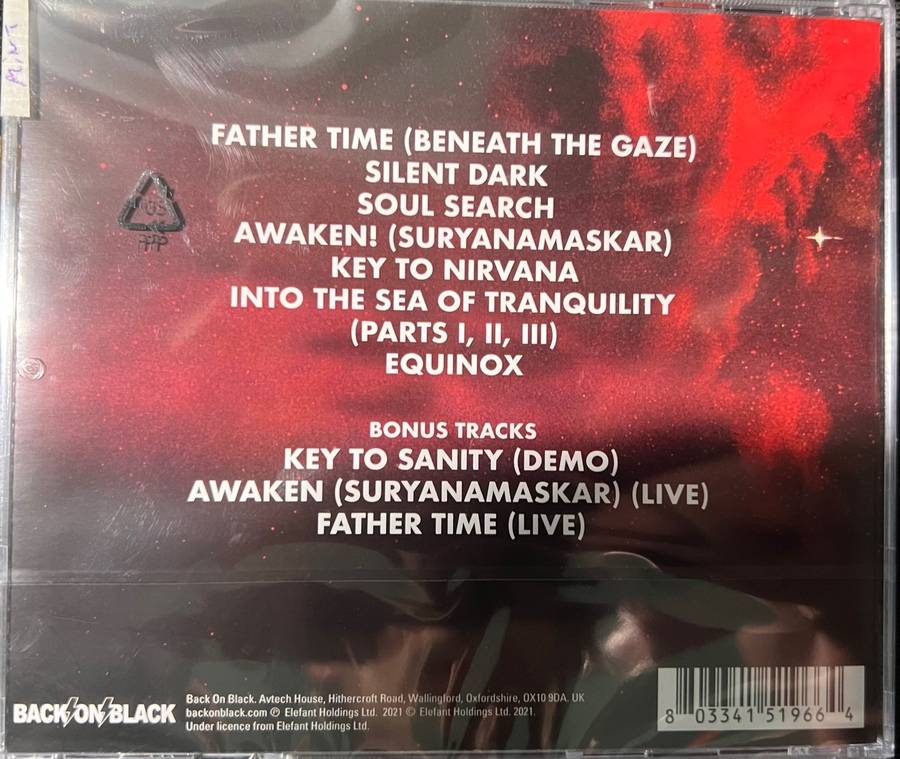 MINT
FATHER TIME (BENEATH THE GAZE)
SILENT DARK
SOUL SEARCH
AWAKEN! (SURYANAMASKAR)
KEY TO NIRVANA
INTO THE SEA OF TRANQUILITY
(PARTS I, II, III)
EQUINOX
BONUS TRACKS
KEY TO SANITY (DEMO)
AWAKEN (SURYANAMASKAR) (LIVE)
FATHER TIME (LIVE)
BACK ON BLACK
Back On Black. Avtech House, Hithercroft Road, Wallingford, Oxfordshire, OX10 9DA. UK
backonblack.com ℗ Elefant Holdings Ltd. 2021 © Elefant Holdings Ltd. 2021.
Under licence from Elefant Holdings Ltd.
8 03341 51966 4